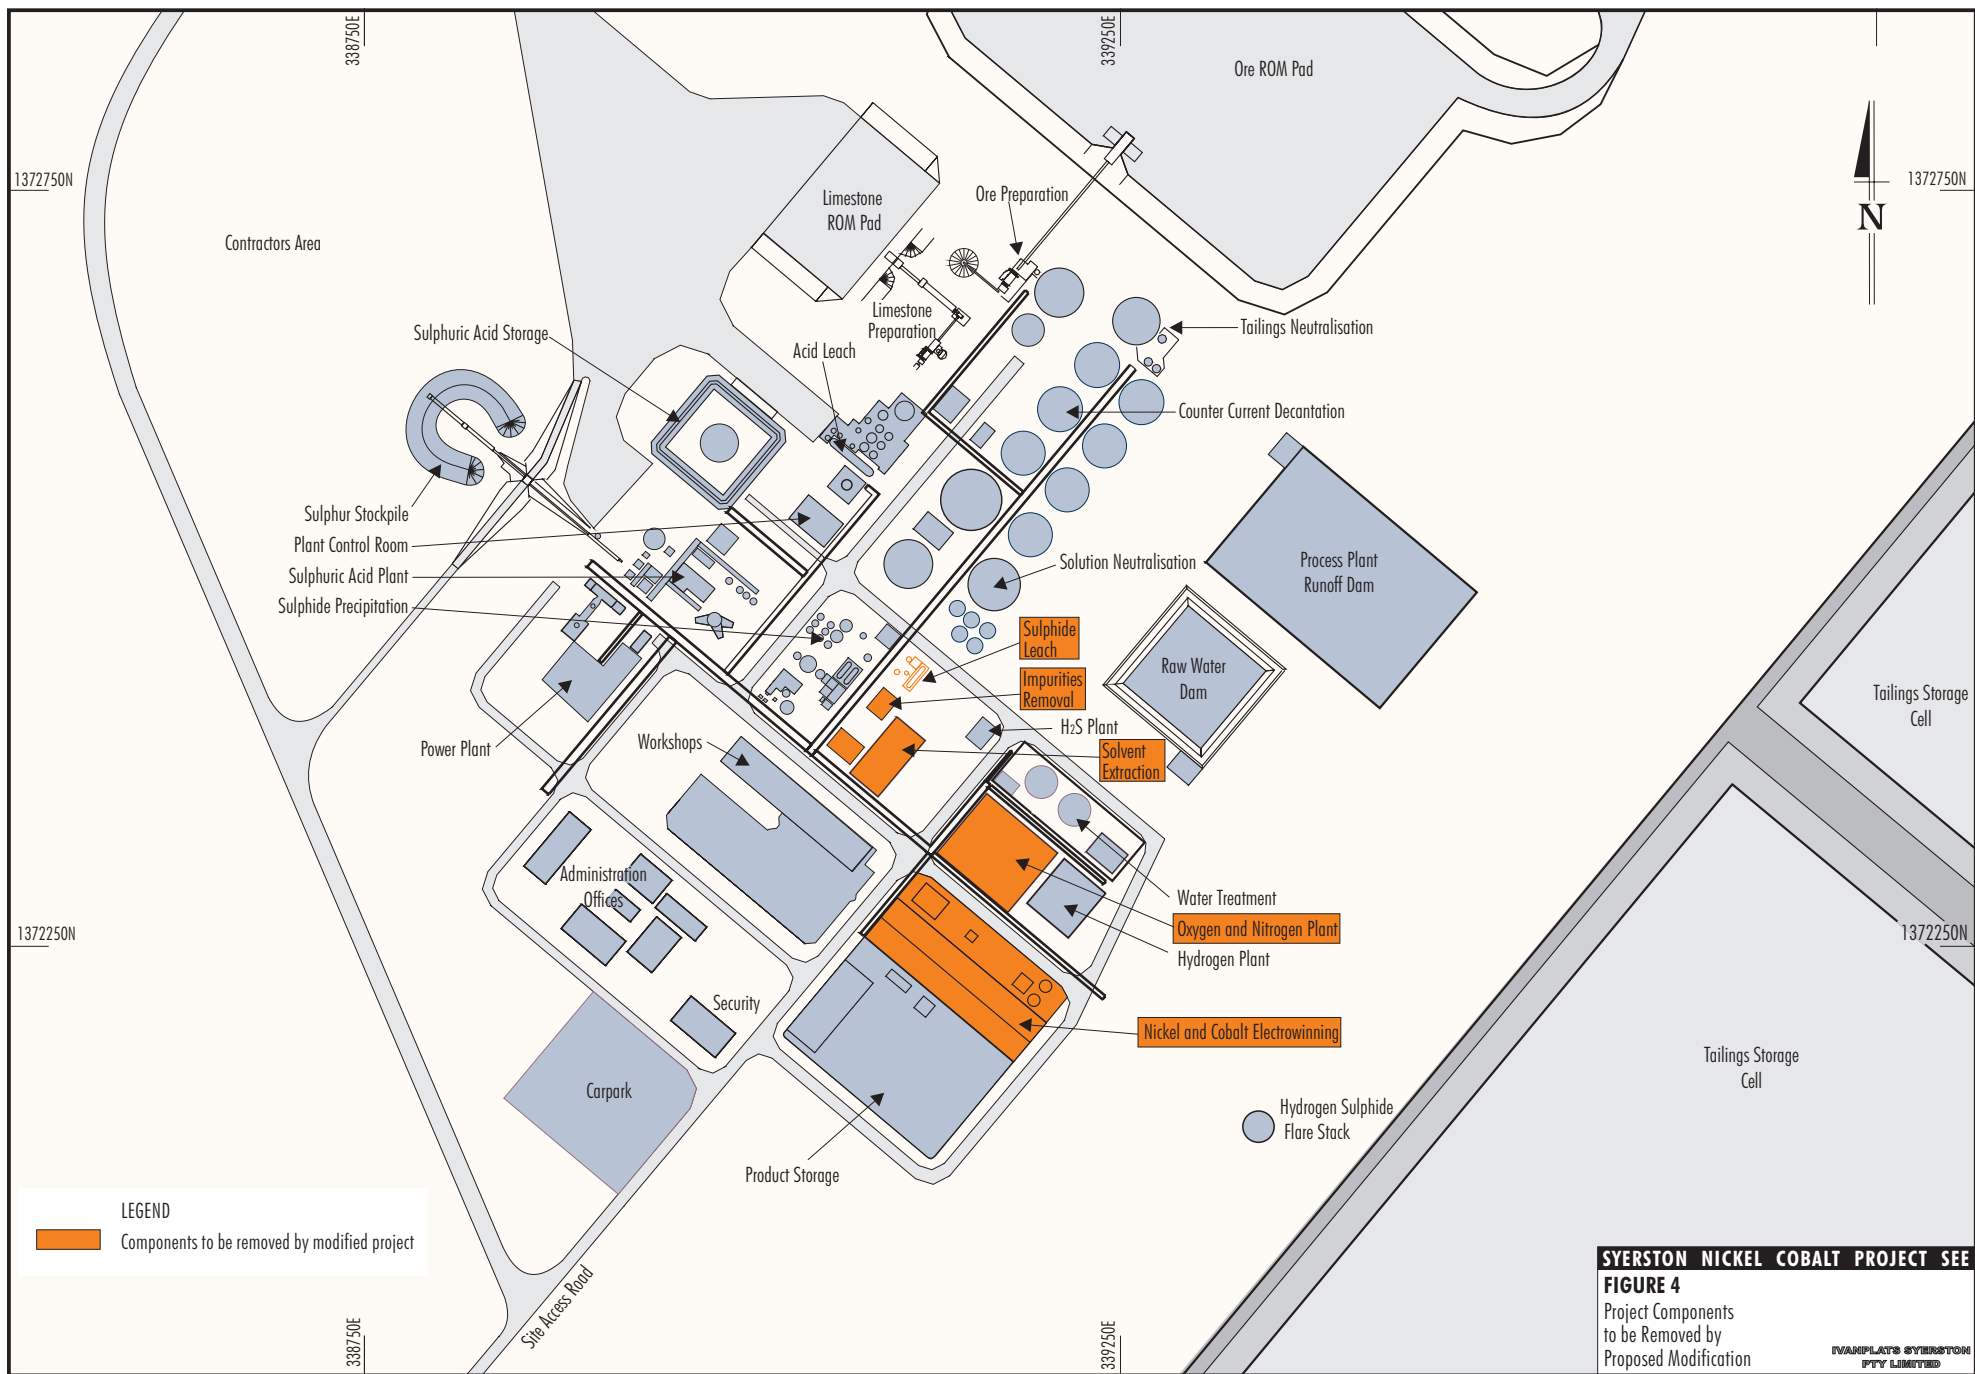 338750E
339250E
Ore ROM Pad
1372750N
1372750N
N
Contractors Area
Limestone
ROM Pad
Ore Preparation
Limestone
Preparation
Sulphuric Acid Storage
Acid Leach
Tailings Neutralisation
Counter Current Decantation
Sulphur Stockpile
Plant Control Room
Sulphuric Acid Plant
Sulphide Precipitation
Solution Neutralisation
Process Plant
Runoff Dam
Sulphide
Leach
Impurities
Removal
Raw Water
Dam
H2S Plant
Solvent
Extraction
Tailings Storage
Cell
Power Plant
Workshops
Administration
Offices
Water Treatment
Oxygen and Nitrogen Plant
Hydrogen Plant
1372250N
1372250N
Security
Nickel and Cobalt Electrowinning
Tailings Storage
Cell
Carpark
Hydrogen Sulphide
Flare Stack
Product Storage
LEGEND
Components to be removed by modified project
Site Access Road
338750E
339250E
SYERSTON NICKEL COBALT PROJECT SEE
FIGURE 4
Project Components
to be Removed by
Proposed Modification
IVANPLATS SYERSTON
PTY LIMITED